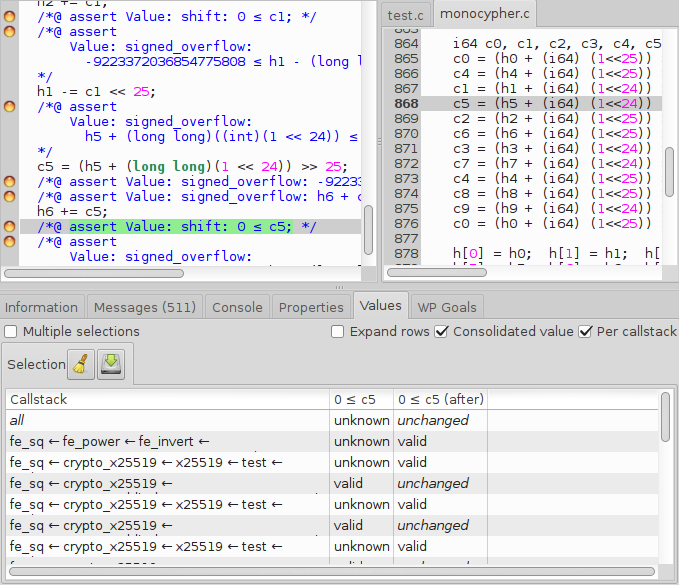 h2 += c1;
/*@ assert Value: shift: 0 ≤ c1; */
/*@ assert
Value: signed_overflow:
-9223372036854775808 ≤ h1 - (long l
*/
h1 -= c1 << 25;
/*@ assert
Value: signed_overflow:
h5 + (long long)((int)(1 << 24)) ≤
*/
c5 = (h5 + (long long)(1 << 24)) >> 25;
/*@ assert Value: signed_overflow: -92233
/*@ assert Value: signed_overflow: h6 + c
h6 += c5;
/*@ assert Value: shift: 0 ≤ c5; */
/*@ assert
Value: signed_overflow:
test.c monocypher.c
863
864 i64 c0, c1, c2, c3, c4, c5
865 c0 = (h0 + (i64) (1<<25))
866 c4 = (h4 + (i64) (1<<25))
867 c1 = (h1 + (i64) (1<<24))
868 c5 = (h5 + (i64) (1<<24))
869 c2 = (h2 + (i64) (1<<25))
870 c6 = (h6 + (i64) (1<<25))
871 c3 = (h3 + (i64) (1<<24))
872 c7 = (h7 + (i64) (1<<24))
873 c4 = (h4 + (i64) (1<<25))
874 c8 = (h8 + (i64) (1<<25))
875 c9 = (h9 + (i64) (1<<24))
876 c0 = (h0 + (i64) (1<<25))
877
878 h[0] = h0; h[1] = h1; h[
Information Messages (511) Console Properties Values WP Goals
Multiple selections Expand rows Consolidated value Per callstack
Selection
Callstack 0 ≤ c5 0 ≤ c5 (after)
all unknown unchanged
fe_sq ← fe_power ← fe_invert ← unknown valid
fe_sq ← crypto_x25519 ← x25519 ← test ← unknown valid
fe_sq ← crypto_x25519 ← valid unchanged
fe_sq ← crypto_x25519 ← x25519 ← test ← unknown valid
fe_sq ← crypto_x25519 ← valid unchanged
fe_sq ← crypto_x25519 ← x25519 ← test ← unknown valid